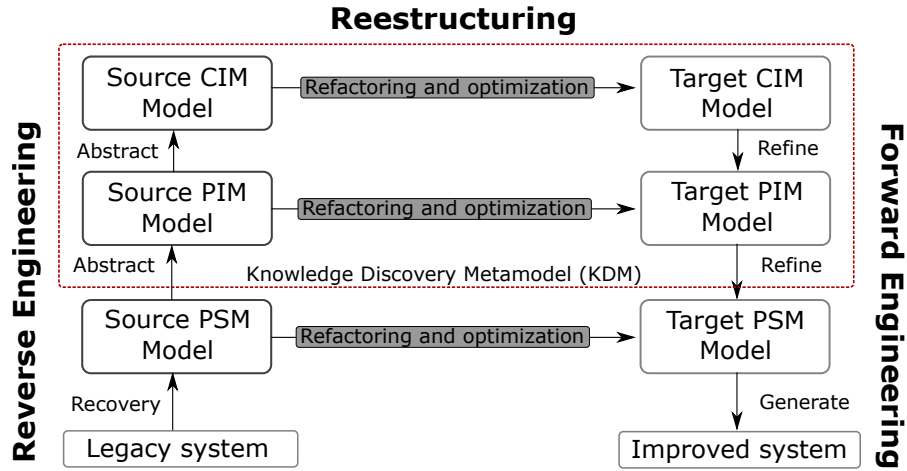 Reestructuring
Source CIM
Model
Refactoring and optimization
Target CIM
Model
Abstract
Refine
Source PIM
Model
Refactoring and optimization
Target PIM
Model
Abstract
Knowledge Discovery Metamodel (KDM)
Refine
Source PSM
Model
Refactoring and optimization
Target PSM
Model
Recovery
Generate
Legacy system
Improved system
Reverse Engineering
Forward Engineering